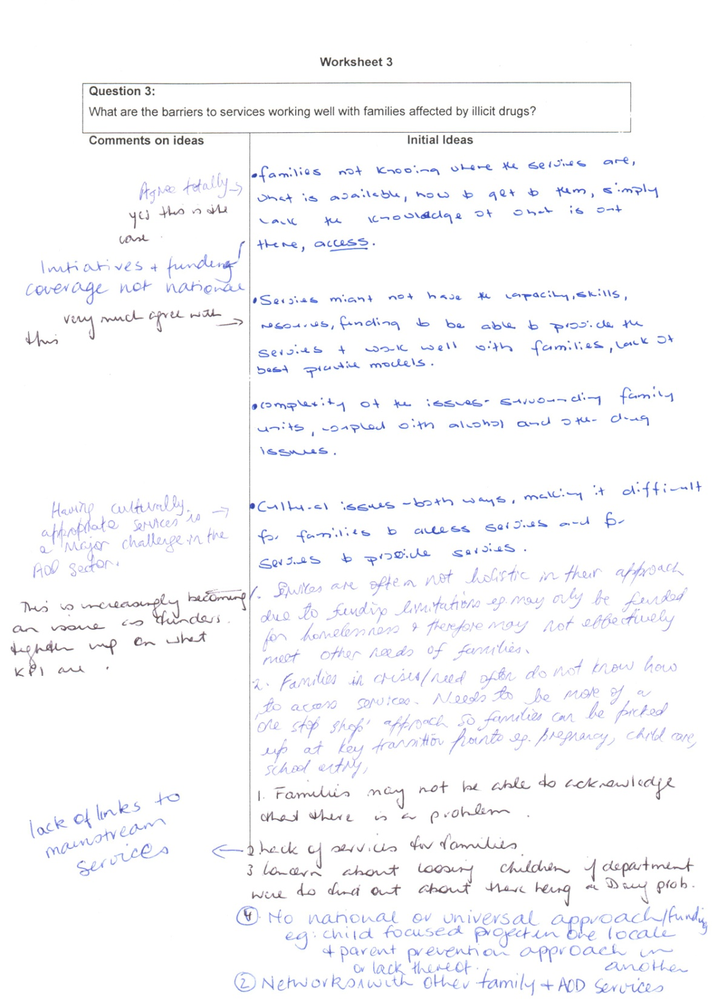 Worksheet 3
Question 3:
What are the barriers to services working well with families affected by illicit drugs?
Comments on ideas
Initial Ideas
Agree totally →
yes this is the
case.
Initiatives + funding
coverage not national
very much agree with →
this
Having culturally →
appropriate services is
a major challenge in the
AOD sector.
This is increasingly becoming
an issue as funders
tighten up on what
KPI are.
lack of links to
mainstream
services
• families not knowing where the services are,
what is available, how to get to them, simply
lack the knowledge of what is out
there, access.
• Services might not have the capacity, skills,
resources, funding to be able to provide the
services + work well with families, lack of
best practice models.
• complexity of the issues surrounding family
units, coupled with alcohol and other drug
issues.
• Cultural issues - both ways, making it difficult
for families to access services and for
services to provide services.
1. Services are often not holistic in their approach
due to funding limitations eg. may only be funded
for homelessness & therefore may not effectively
meet other needs of families.
2. Families in crises/need often do not know how
to access services. Needs to be more of a
'one stop shop' approach so families can be picked
up at key transition points eg. pregnancy, child care,
school entry,
1. Families may not be able to acknowledge
that there is a problem.
← 2 Lack of services for families
3 Concern about loosing children if department
were to find out about there being a Drug prob.
④. No national or universal approach/funding
eg: child focused project in one locale
+ parent prevention approach in
another
② Networks with other family + AOD services
or lack thereof.